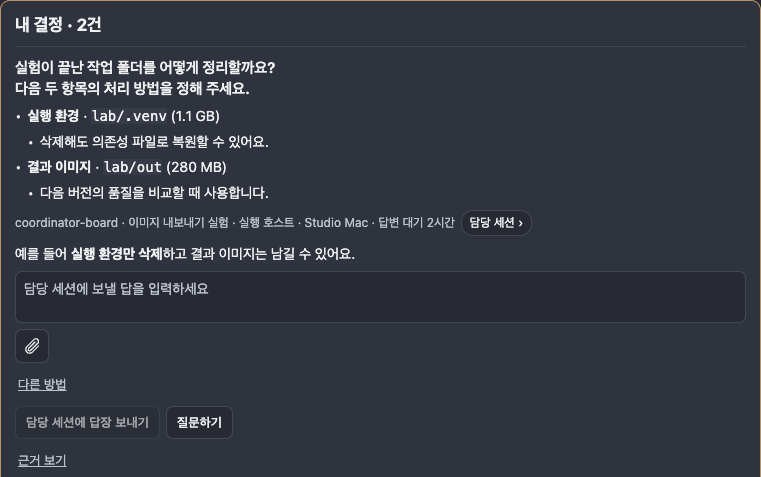 내 결정 · 2건
실험이 끝난 작업 폴더를 어떻게 정리할까요?
다음 두 항목의 처리 방법을 정해 주세요.
• 실행 환경 · lab/.venv (1.1 GB)
• 삭제해도 의존성 파일로 복원할 수 있어요.
• 결과 이미지 · lab/out (280 MB)
• 다음 버전의 품질을 비교할 때 사용합니다.
coordinator-board · 이미지 내보내기 실험 · 실행 호스트 · Studio Mac · 답변 대기 2시간 담당 세션 ›
예를 들어 실행 환경만 삭제하고 결과 이미지는 남길 수 있어요.
담당 세션에 보낼 답을 입력하세요
다른 방법
담당 세션에 답장 보내기 질문하기
근거 보기